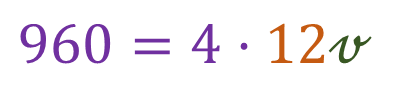 960 = 4 · 12𝓋